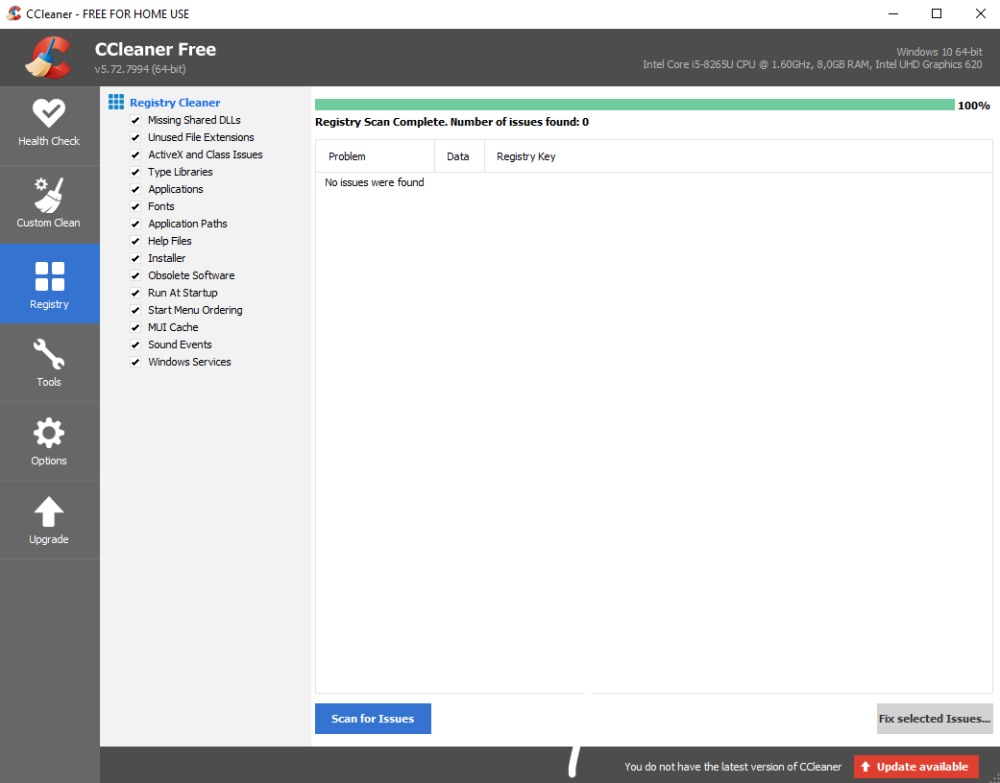 CCleaner - FREE FOR HOME USE
CCleaner Free
v5.72.7994 (64-bit)
Windows 10 64-bit
Intel Core i5-8265U CPU @ 1.60GHz, 8,0GB RAM, Intel UHD Graphics 620
Health Check
Custom Clean
Registry
Tools
Options
Upgrade
Registry Cleaner
Missing Shared DLLs
Unused File Extensions
ActiveX and Class Issues
Type Libraries
Applications
Fonts
Application Paths
Help Files
Installer
Obsolete Software
Run At Startup
Start Menu Ordering
MUI Cache
Sound Events
Windows Services
100%
Registry Scan Complete. Number of issues found: 0
Problem Data Registry Key
No issues were found
Scan for Issues
Fix selected Issues...
You do not have the latest version of CCleaner
Update available